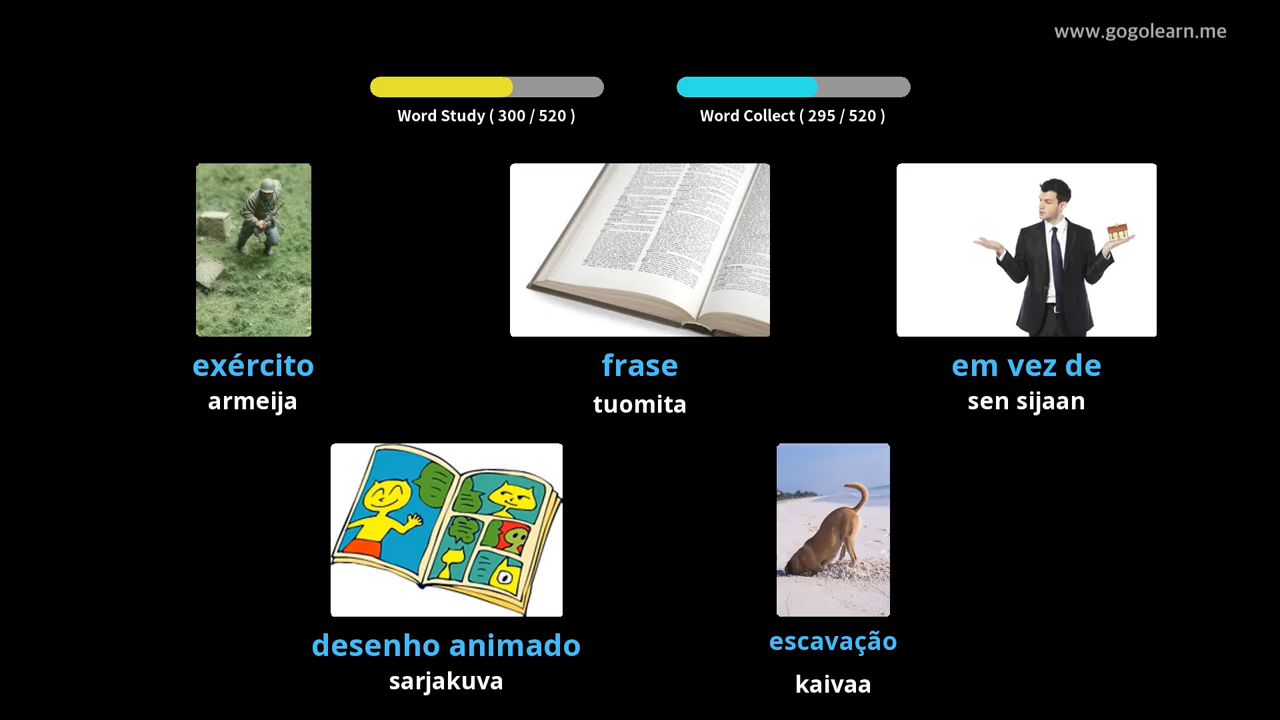 www.gogolearn.me
Word Study ( 300 / 520 )
Word Collect ( 295 / 520 )
exército
armeija
frase
tuomita
em vez de
sen sijaan
desenho animado
sarjakuva
escavação
kaivaa